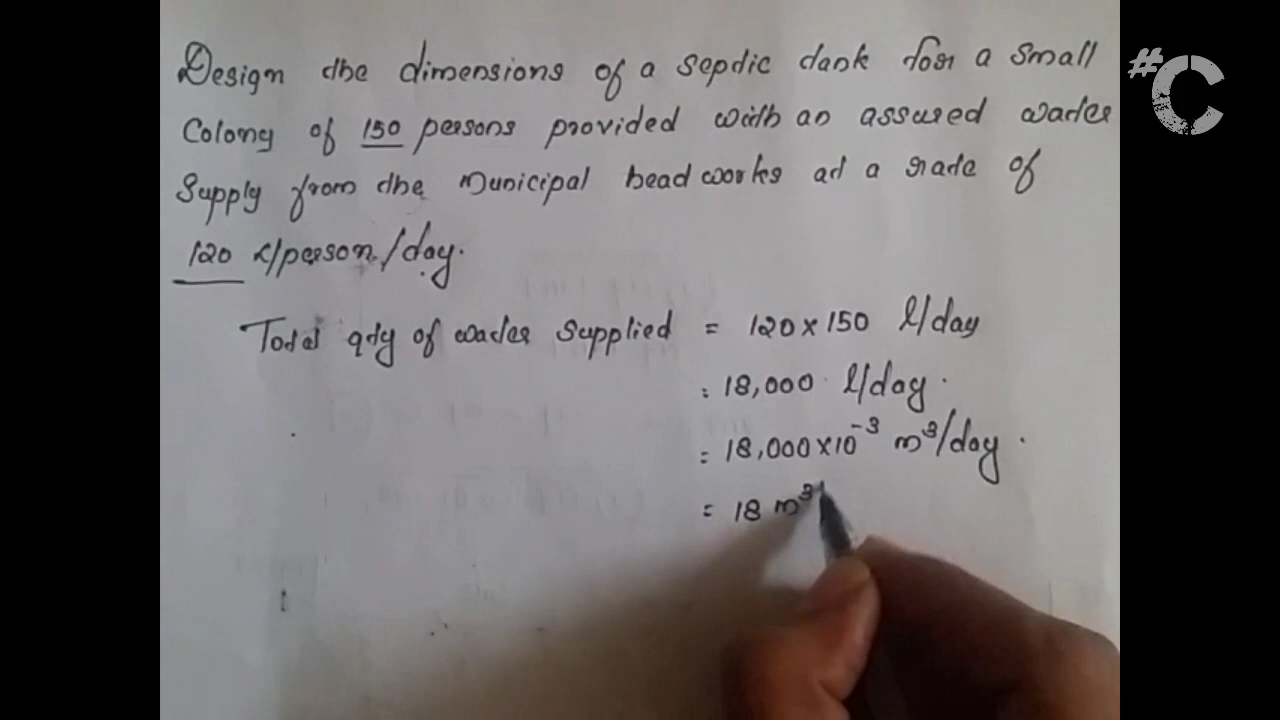 Design the dimensions of a septic tank for a small
#C
Colony of 150 persons provided with an assured water
Supply from the municipal head works at a rate of
120 L/person/day.
Total qty of water supplied = 120 x 150 l/day
= 18,000 l/day.
= 18,000 x 10⁻³ m³/day.
= 18 m³/